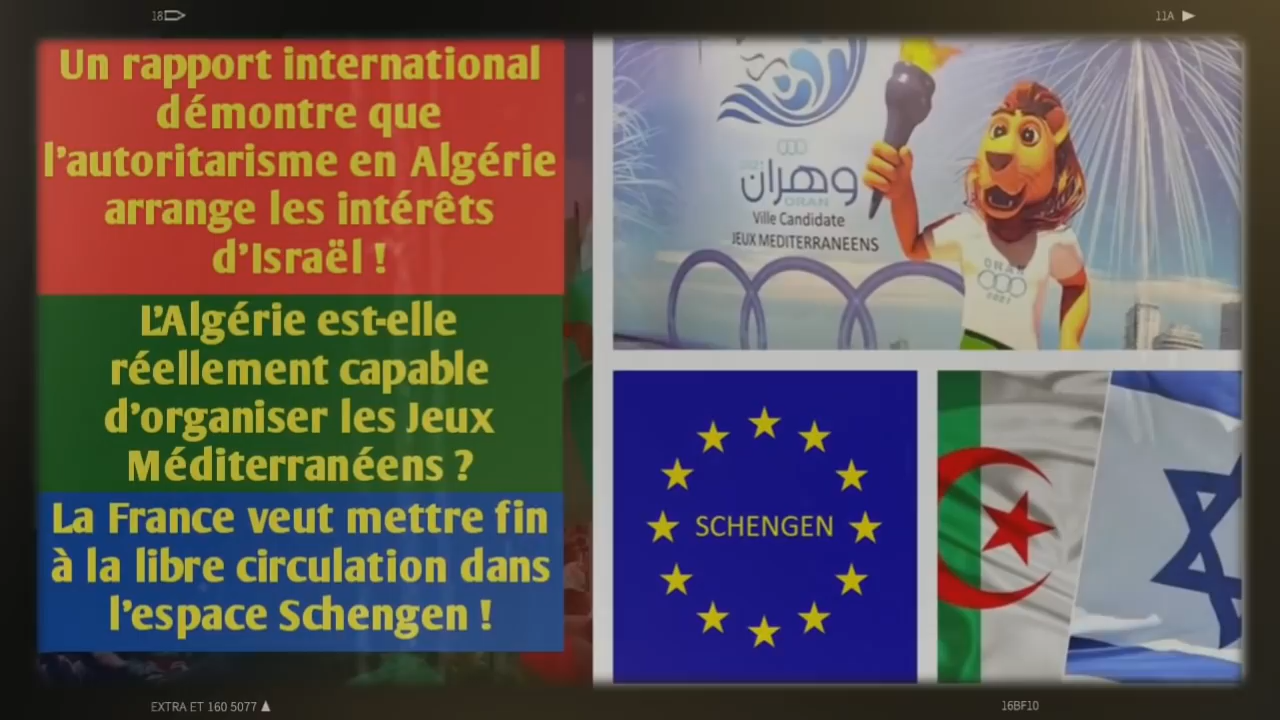 18
11A
Un rapport international
démontre que
l'autoritarisme en Algérie
arrange les intérêts
d'Israël !
L'Algérie est-elle
réellement capable
d'organiser les Jeux
Méditerranéens ?
La France veut mettre fin
à la libre circulation dans
l'espace Schengen !
وهران
ORAN
Ville Candidate
JEUX MEDITERRANEENS
ORAN
2021
SCHENGEN
EXTRA ET 160 5077
16BF10